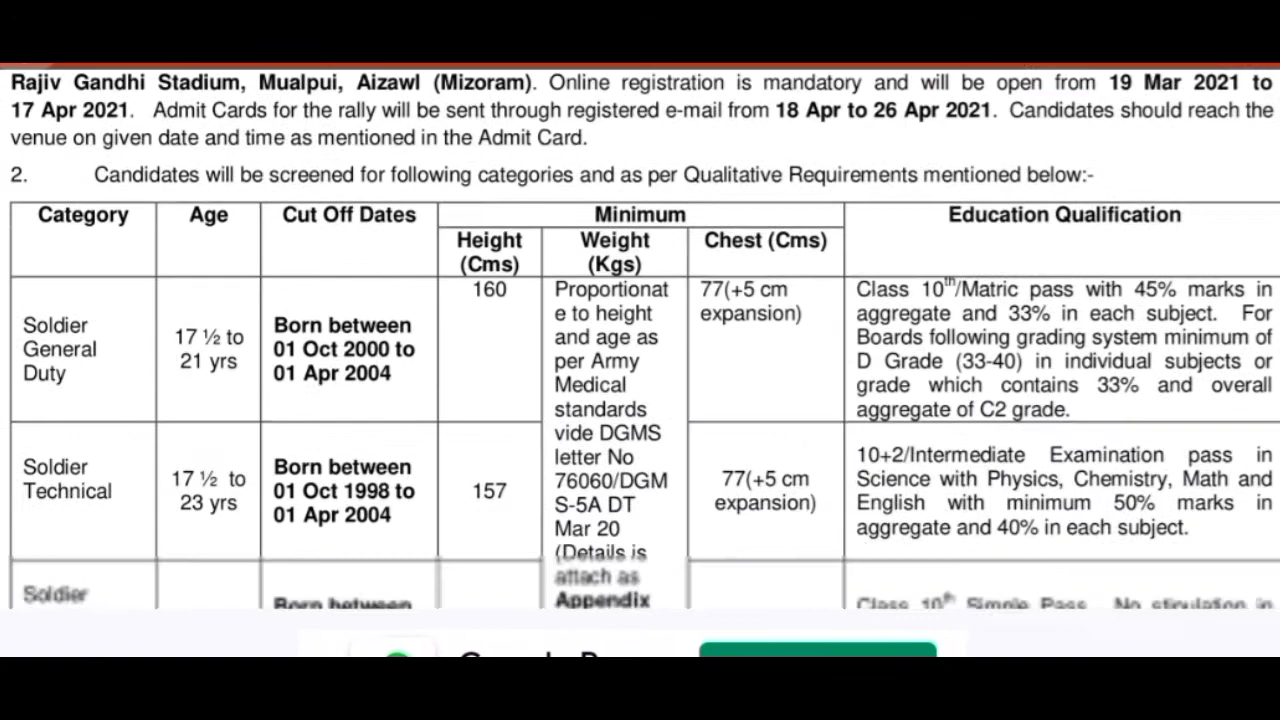 Rajiv Gandhi Stadium, Mualpui, Aizawl (Mizoram). Online registration is mandatory and will be open from 19 Mar 2021 to
17 Apr 2021. Admit Cards for the rally will be sent through registered e-mail from 18 Apr to 26 Apr 2021. Candidates should reach the
venue on given date and time as mentioned in the Admit Card.
2. Candidates will be screened for following categories and as per Qualitative Requirements mentioned below:-
Category Age Cut Off Dates Minimum Education Qualification
Height
(Cms)
Weight
(Kgs)
Chest (Cms)
Soldier
General
Duty
17 ½ to
21 yrs
Born between
01 Oct 2000 to
01 Apr 2004
160
Proportionat
e to height
and age as
per Army
Medical
standards
vide DGMS
letter No
76060/DGM
S-5A DT
Mar 20
(Details is
attach as
Appendix
77(+5 cm
expansion)
Class 10th/Matric pass with 45% marks in
aggregate and 33% in each subject. For
Boards following grading system minimum of
D Grade (33-40) in individual subjects or
grade which contains 33% and overall
aggregate of C2 grade.
Soldier
Technical
17 ½ to
23 yrs
Born between
01 Oct 1998 to
01 Apr 2004
157
77(+5 cm
expansion)
10+2/Intermediate Examination pass in
Science with Physics, Chemistry, Math and
English with minimum 50% marks in
aggregate and 40% in each subject.
Soldier
Born between
Class 10th Simple Pass. No stipulation in